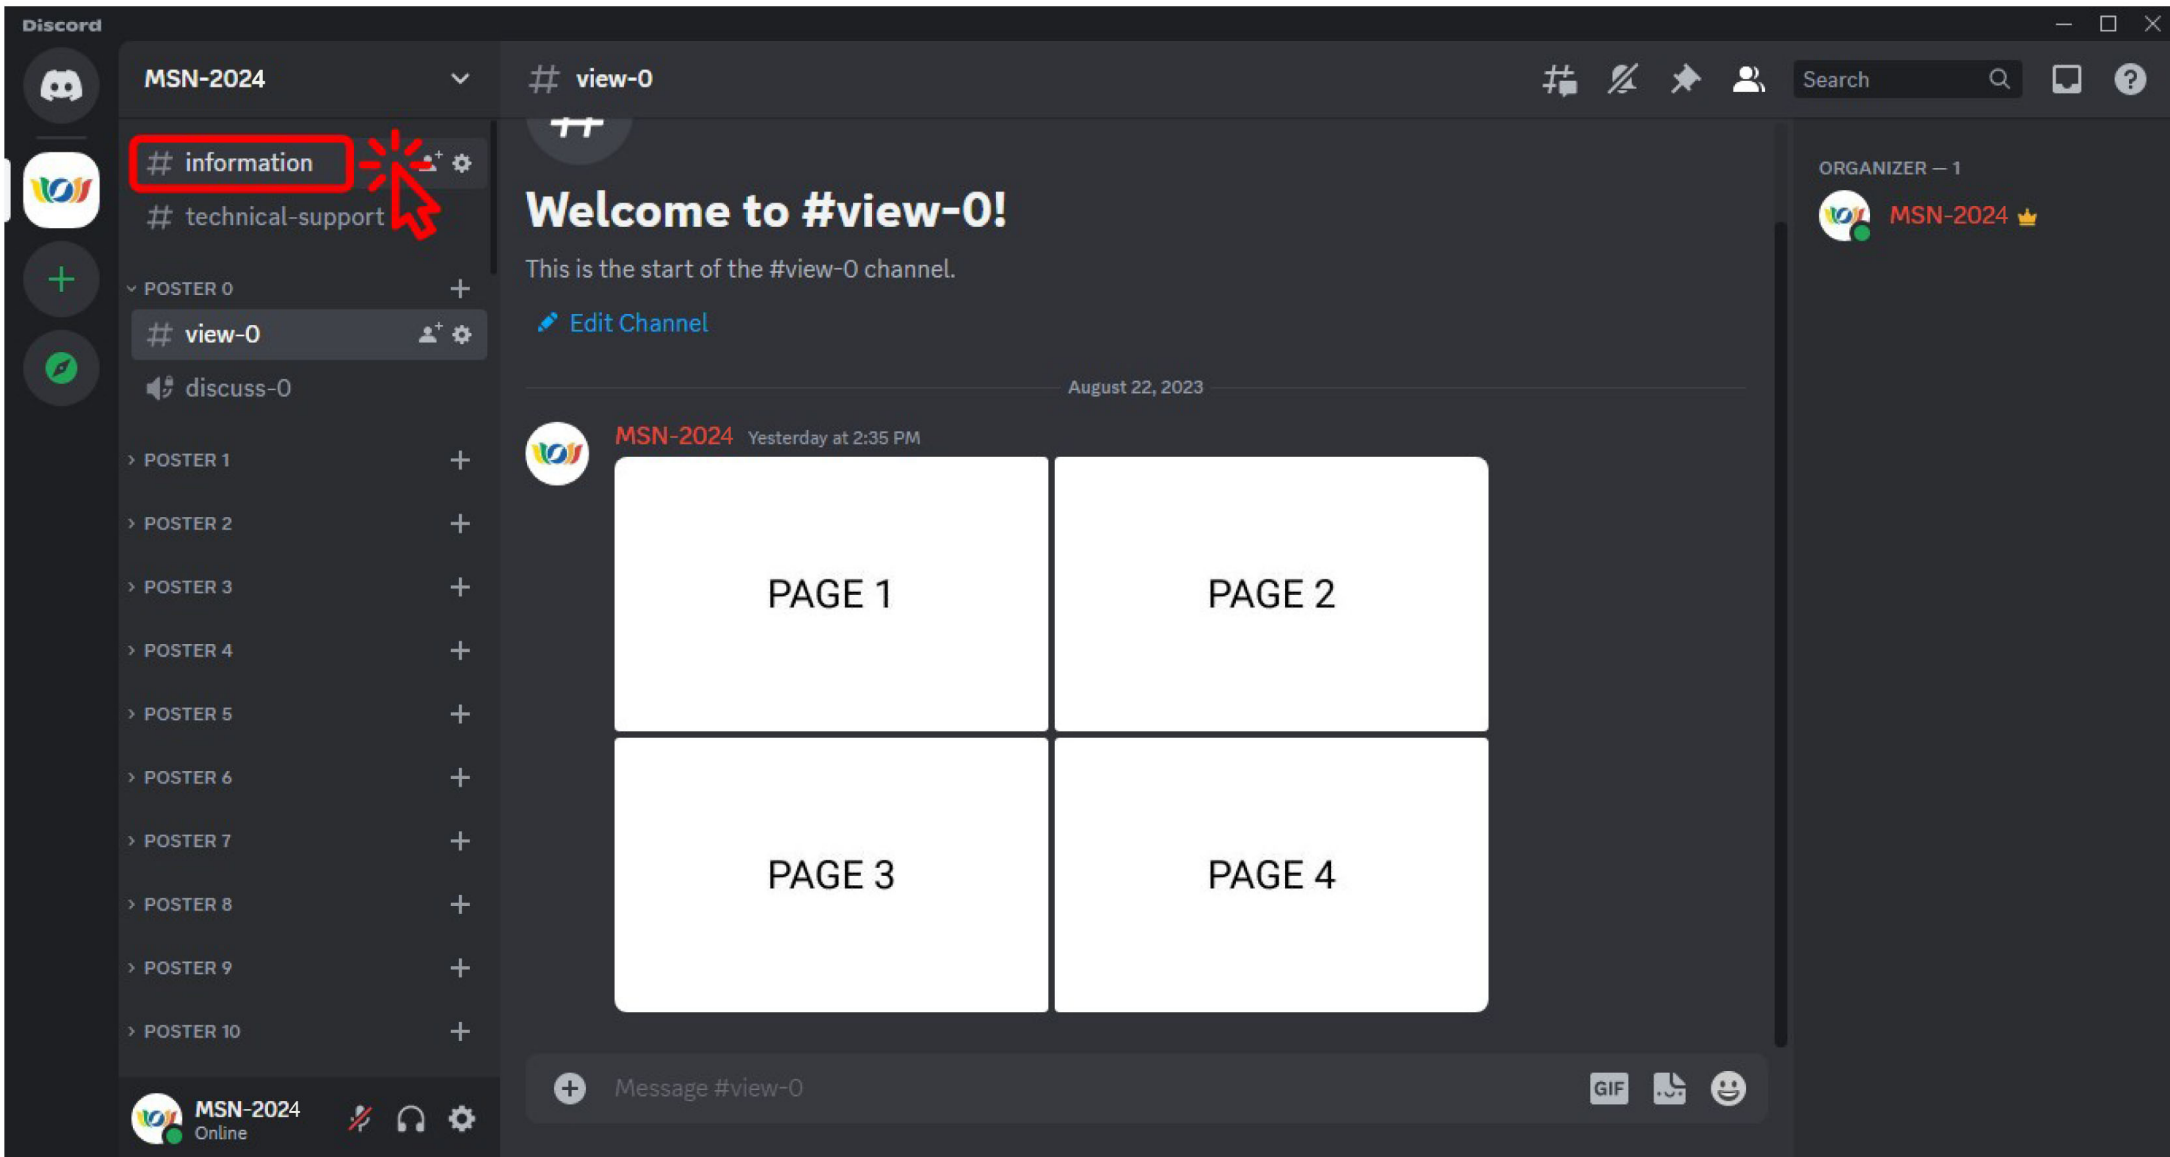 Discord
MSN-2024
information
technical-support
POSTER 0
view-0
discuss-0
POSTER 1
POSTER 2
POSTER 3
POSTER 4
POSTER 5
POSTER 6
POSTER 7
POSTER 8
POSTER 9
POSTER 10
MSN-2024
Online
# view-0
Search
Welcome to #view-0!
This is the start of the #view-0 channel.
Edit Channel
August 22, 2023
MSN-2024 Yesterday at 2:35 PM
PAGE 1
PAGE 2
PAGE 3
PAGE 4
Message #view-0
GIF
ORGANIZER — 1
MSN-2024